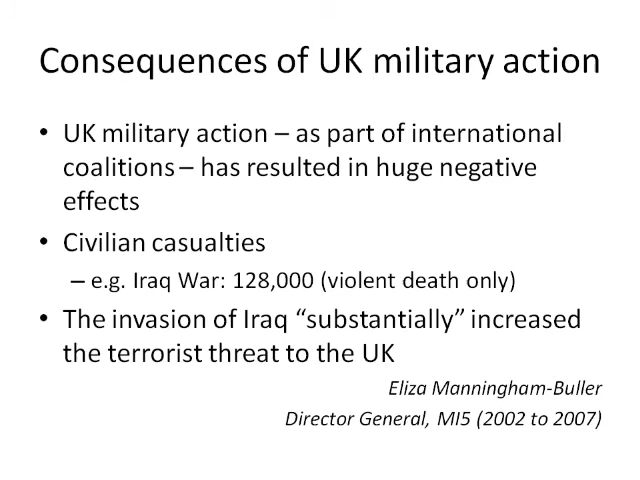 Consequences of UK military action
• UK military action – as part of international
coalitions – has resulted in huge negative
effects
• Civilian casualties
– e.g. Iraq War: 128,000 (violent death only)
• The invasion of Iraq “substantially” increased
the terrorist threat to the UK
Eliza Manningham-Buller
Director General, MI5 (2002 to 2007)